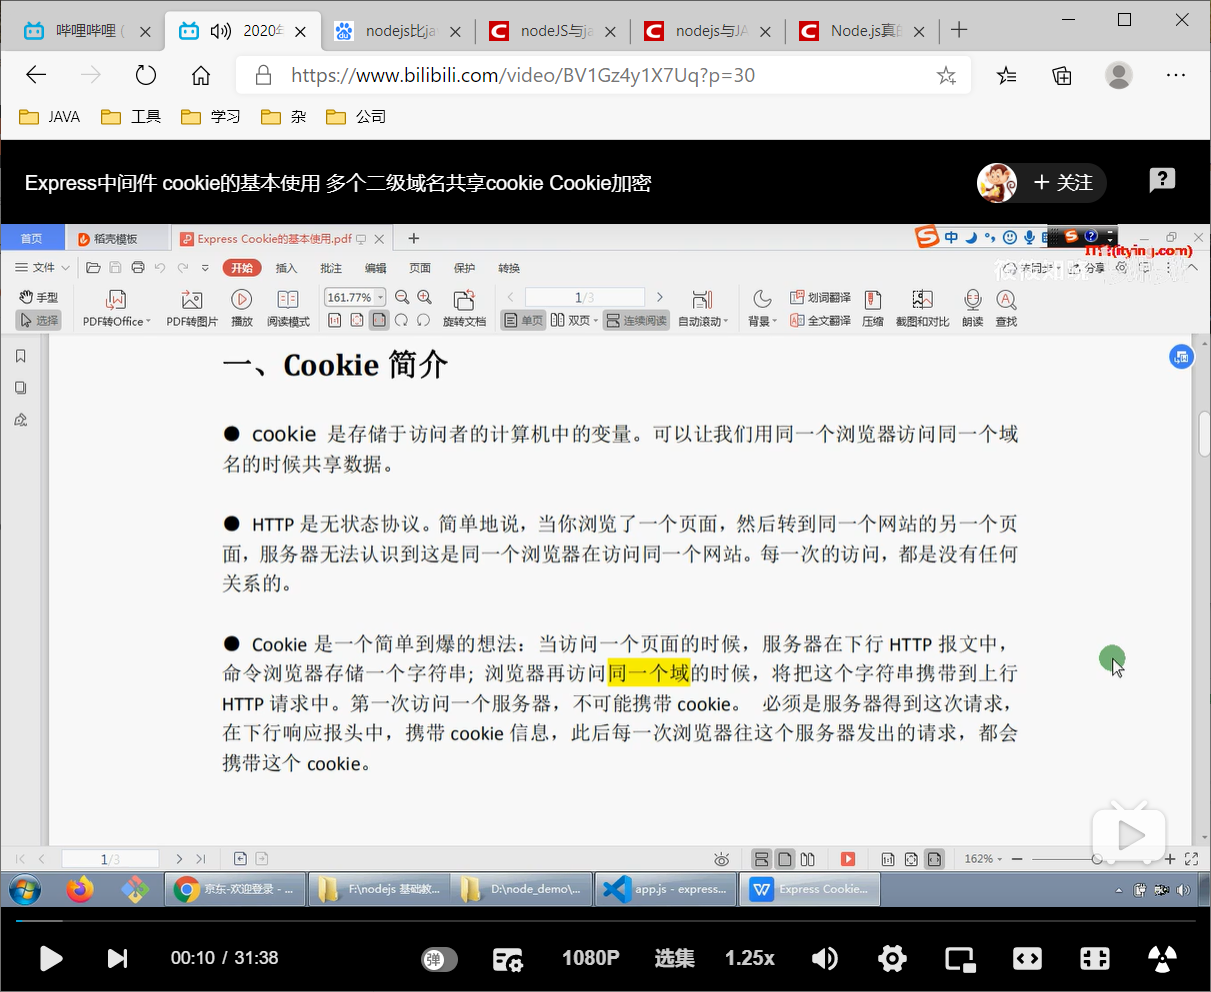 哔哩哔哩 (
2020年
nodejs比ja
nodeJS与ja
nodejs与JA
Node.js真的
https://www.bilibili.com/video/BV1Gz4y1X7Uq?p=30
JAVA 工具 学习 杂 公司
Express中间件 cookie的基本使用 多个二级域名共享cookie Cookie加密
+ 关注
首页 稻壳模板 Express Cookie的基本使用.pdf
中
(itying.com)
文件 开始 插入 批注 编辑 页面 保护 转换 分享
手型
选择
PDF转Office PDF转图片 播放 阅读模式
161.77%
旋转文档
1/3
单页 双页 连续阅读
自动滚动 背景
划词翻译
全文翻译
压缩 截图和对比 朗读 查找
一、Cookie 简介
● cookie 是存储于访问者的计算机中的变量。可以让我们用同一个浏览器访问同一个域
名的时候共享数据。
● HTTP 是无状态协议。简单地说，当你浏览了一个页面，然后转到同一个网站的另一个页
面，服务器无法认识到这是同一个浏览器在访问同一个网站。每一次的访问，都是没有任何
关系的。
● Cookie 是一个简单到爆的想法：当访问一个页面的时候，服务器在下行 HTTP 报文中，
命令浏览器存储一个字符串; 浏览器再访问同一个域的时候，将把这个字符串携带到上行
HTTP 请求中。第一次访问一个服务器，不可能携带 cookie。 必须是服务器得到这次请求，
在下行响应报头中，携带 cookie 信息，此后每一次浏览器往这个服务器发出的请求，都会
携带这个 cookie。
1/3
162%
京东-欢迎登录 - ...
F:\nodejs 基础教...
D:\node_demo\...
app.js - express...
Express Cookie...
00:10 / 31:38
弹
1080P 选集 1.25x